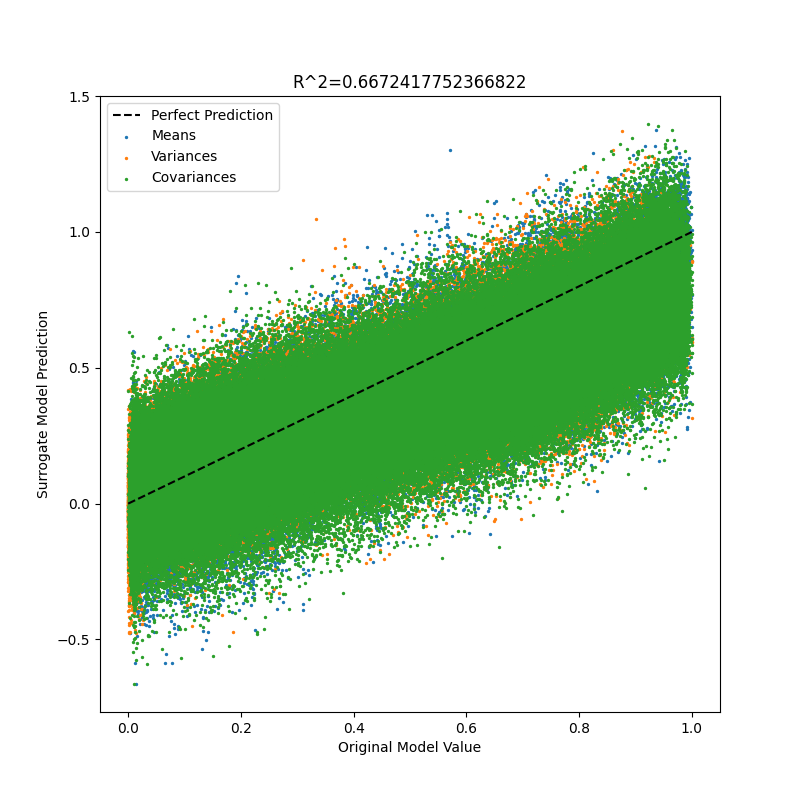 R^2=0.6672417752366822
Perfect Prediction
Means
Variances
Covariances
1.5
1.0
0.5
0.0
−0.5
Surrogate Model Prediction
0.0 0.2 0.4 0.6 0.8 1.0
Original Model Value